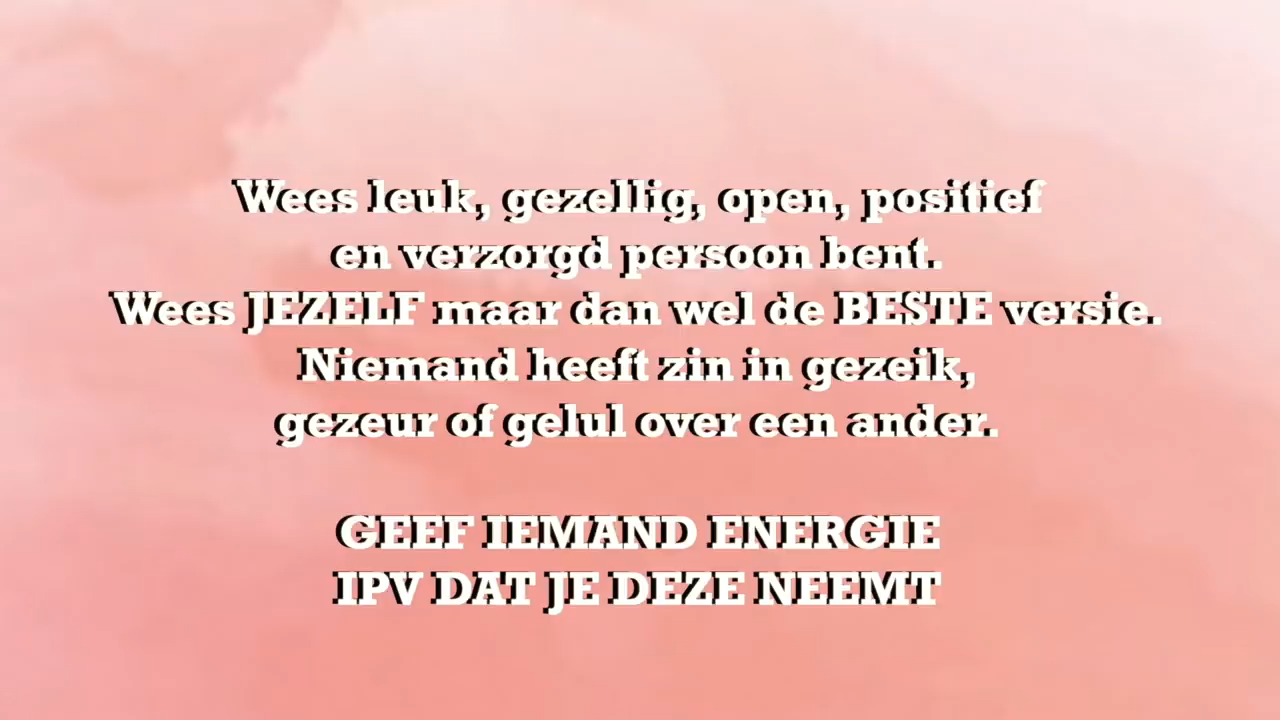 Wees leuk, gezellig, open, positief
en verzorgd persoon bent.
Wees JEZELF maar dan wel de BESTE versie.
Niemand heeft zin in gezeik,
gezeur of gelul over een ander.
GEEF IEMAND ENERGIE
IPV DAT JE DEZE NEEMT